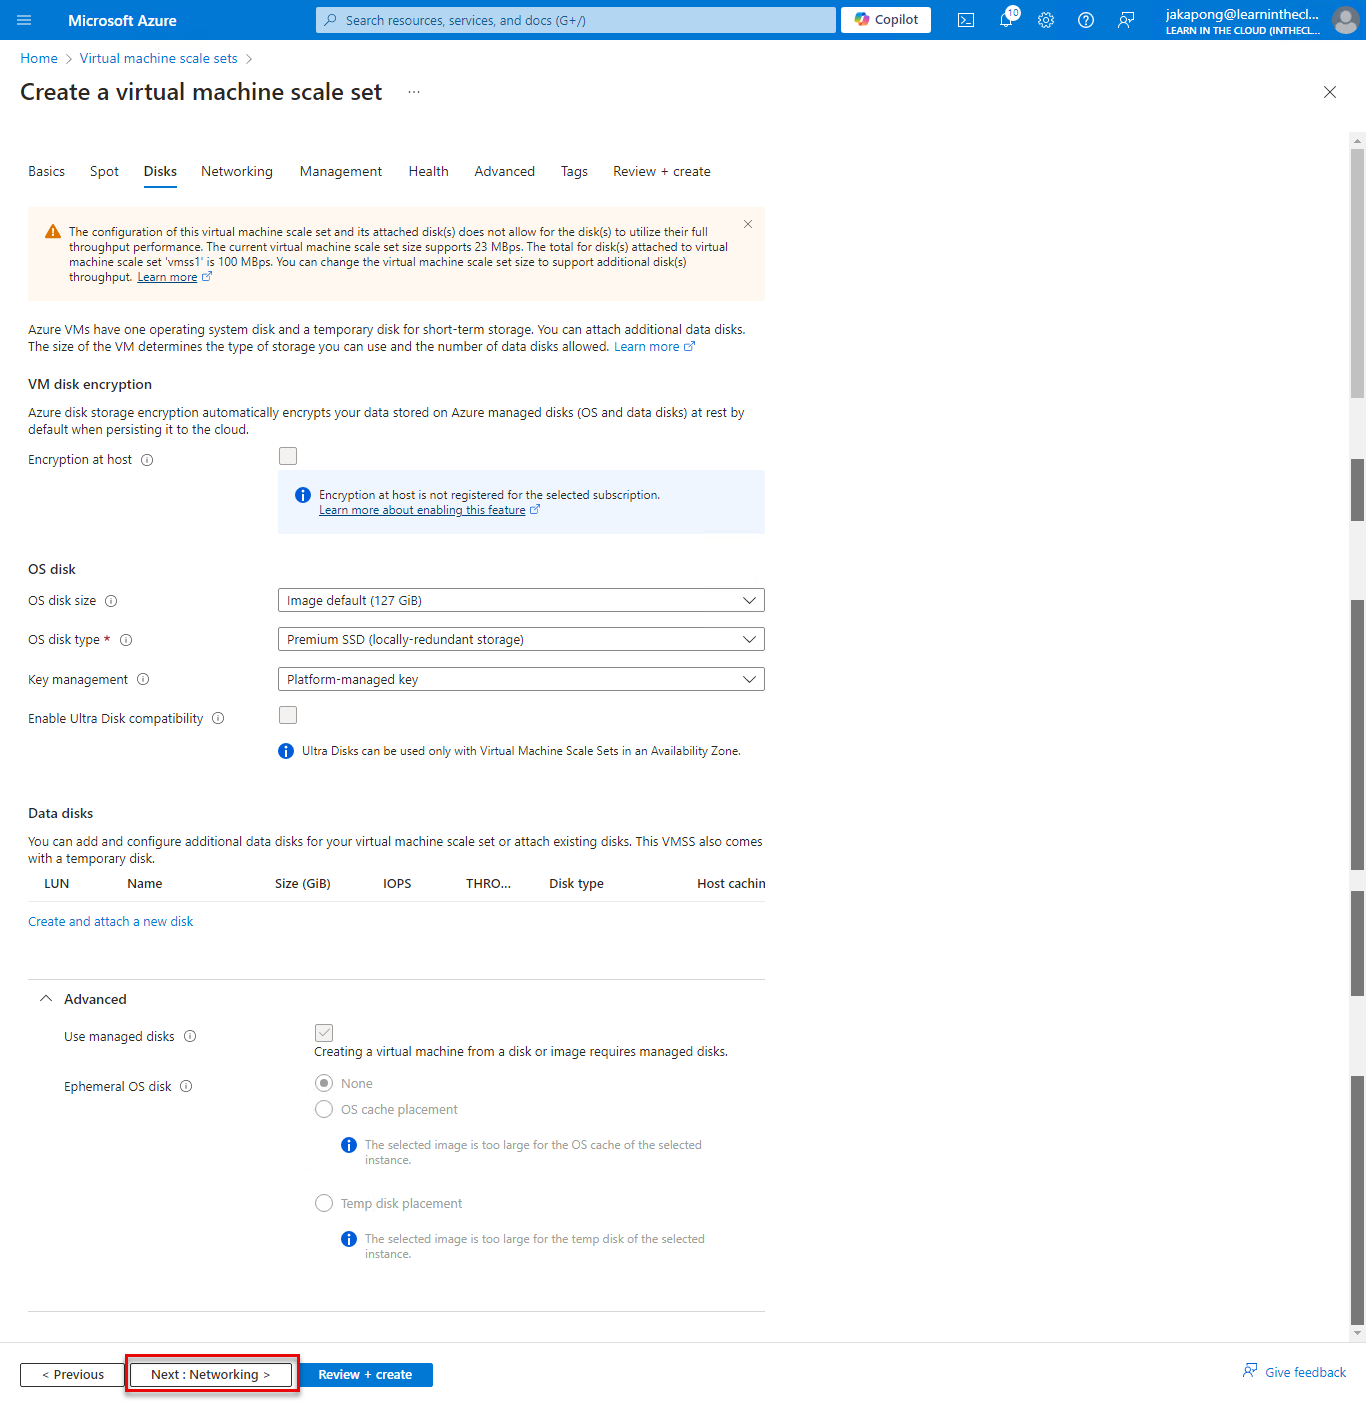 Microsoft Azure
Search resources, services, and docs (G+/)
Copilot
10
jakapong@learninthecl...
LEARN IN THE CLOUD (INTHECL...
Home > Virtual machine scale sets >
Create a virtual machine scale set ...
Basics Spot Disks Networking Management Health Advanced Tags Review + create
The configuration of this virtual machine scale set and its attached disk(s) does not allow for the disk(s) to utilize their full
throughput performance. The current virtual machine scale set size supports 23 MBps. The total for disk(s) attached to virtual
machine scale set 'vmss1' is 100 MBps. You can change the virtual machine scale set size to support additional disk(s)
throughput. Learn more
Azure VMs have one operating system disk and a temporary disk for short-term storage. You can attach additional data disks.
The size of the VM determines the type of storage you can use and the number of data disks allowed. Learn more
VM disk encryption
Azure disk storage encryption automatically encrypts your data stored on Azure managed disks (OS and data disks) at rest by
default when persisting it to the cloud.
Encryption at host
Encryption at host is not registered for the selected subscription.
Learn more about enabling this feature
OS disk
OS disk size Image default (127 GiB)
OS disk type * Premium SSD (locally-redundant storage)
Key management Platform-managed key
Enable Ultra Disk compatibility
Ultra Disks can be used only with Virtual Machine Scale Sets in an Availability Zone.
Data disks
You can add and configure additional data disks for your virtual machine scale set or attach existing disks. This VMSS also comes
with a temporary disk.
LUN Name Size (GiB) IOPS THRO... Disk type Host cachin
Create and attach a new disk
Advanced
Use managed disks
Creating a virtual machine from a disk or image requires managed disks.
Ephemeral OS disk None
OS cache placement
The selected image is too large for the OS cache of the selected
instance.
Temp disk placement
The selected image is too large for the temp disk of the selected
instance.
< Previous Next : Networking > Review + create Give feedback